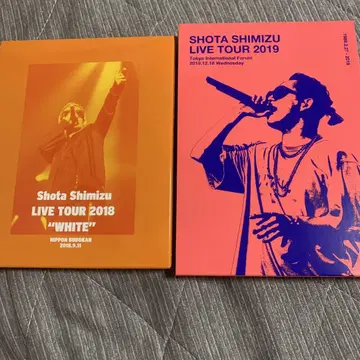 Shota Shimizu
LIVE TOUR 2018
"WHITE"
NIPPON BUDOKAN
2018.9.11
SHOTA SHIMIZU
LIVE TOUR 2019
Tokyo International Forum
2019.12.18 Wednesday